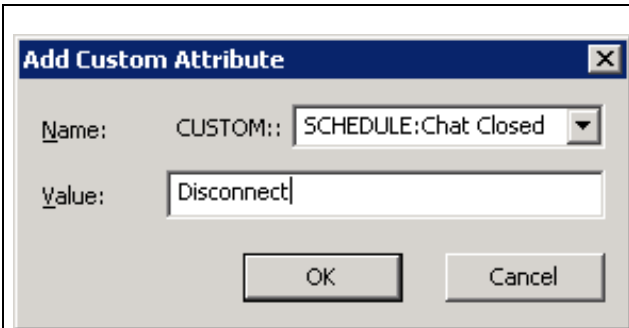 Add Custom Attribute
Name: CUSTOM:: SCHEDULE:Chat Closed
Value: Disconnect
OK Cancel